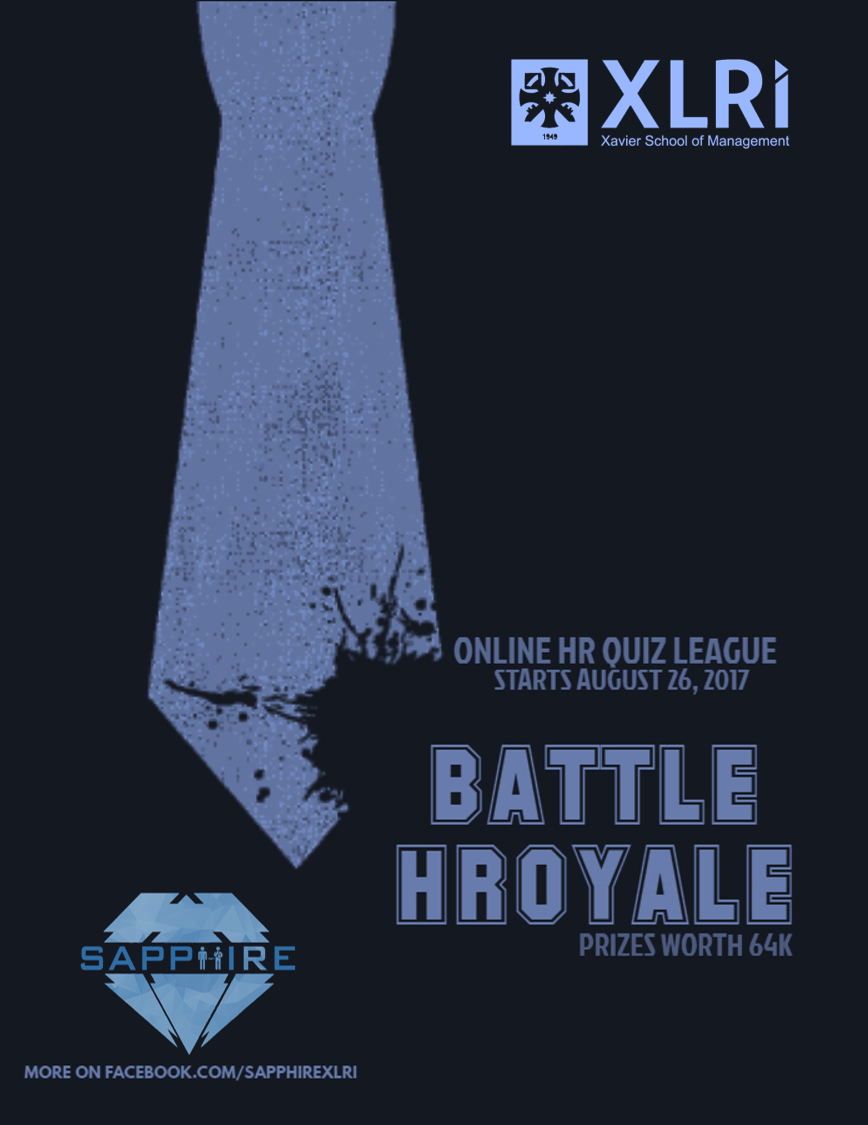 XLRI
Xavier School of Management
1949
ONLINE HR QUIZ LEAGUE
STARTS AUGUST 26, 2017
BATTLE
HROYALE
PRIZES WORTH 64K
SAPPHIRE
MORE ON FACEBOOK.COM/SAPPHIREXLRI